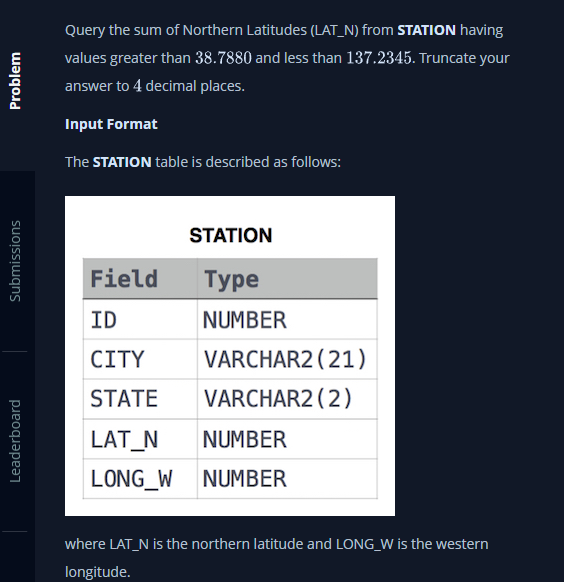 Problem
Submissions
Leaderboard
Query the sum of Northern Latitudes (LAT_N) from STATION having
values greater than 38.7880 and less than 137.2345. Truncate your
answer to 4 decimal places.
Input Format
The STATION table is described as follows:
STATION
Field Type
ID NUMBER
CITY VARCHAR2(21)
STATE VARCHAR2(2)
LAT_N NUMBER
LONG_W NUMBER
where LAT_N is the northern latitude and LONG_W is the western
longitude.